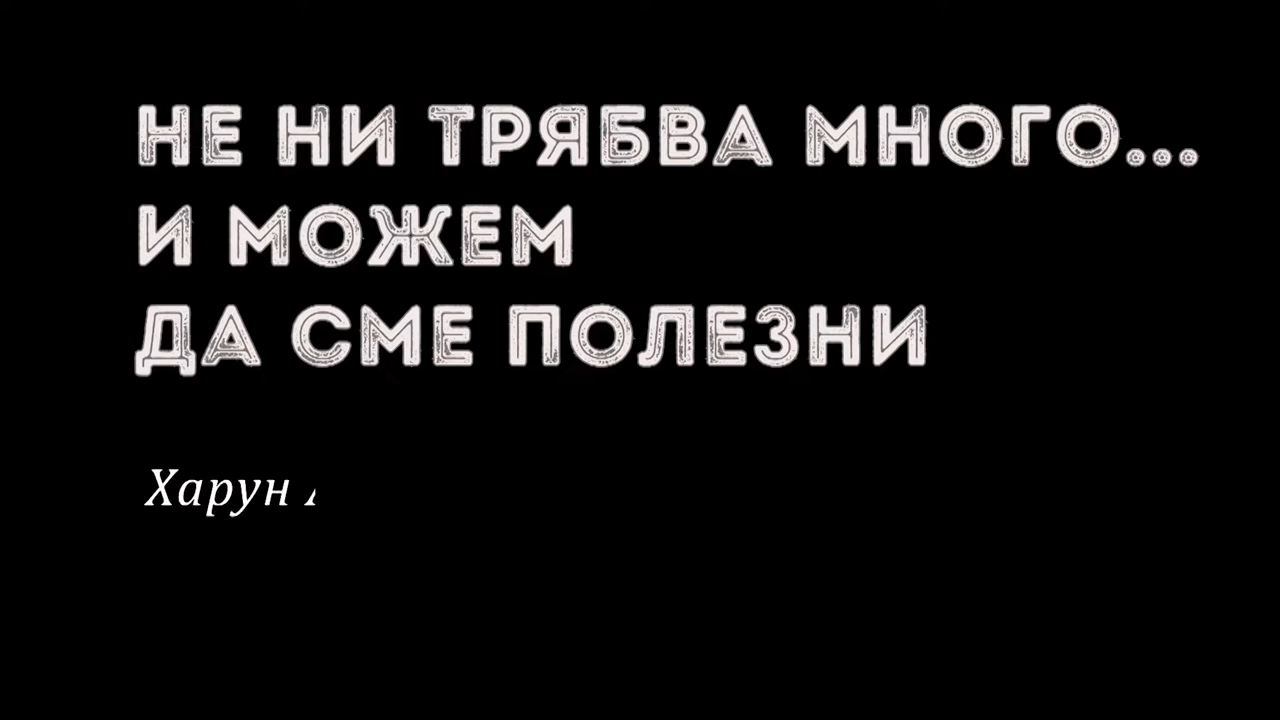 НЕ НИ ТРЯБВА МНОГО...
И МОЖЕМ
ДА СМЕ ПОЛЕЗНИ
Харун